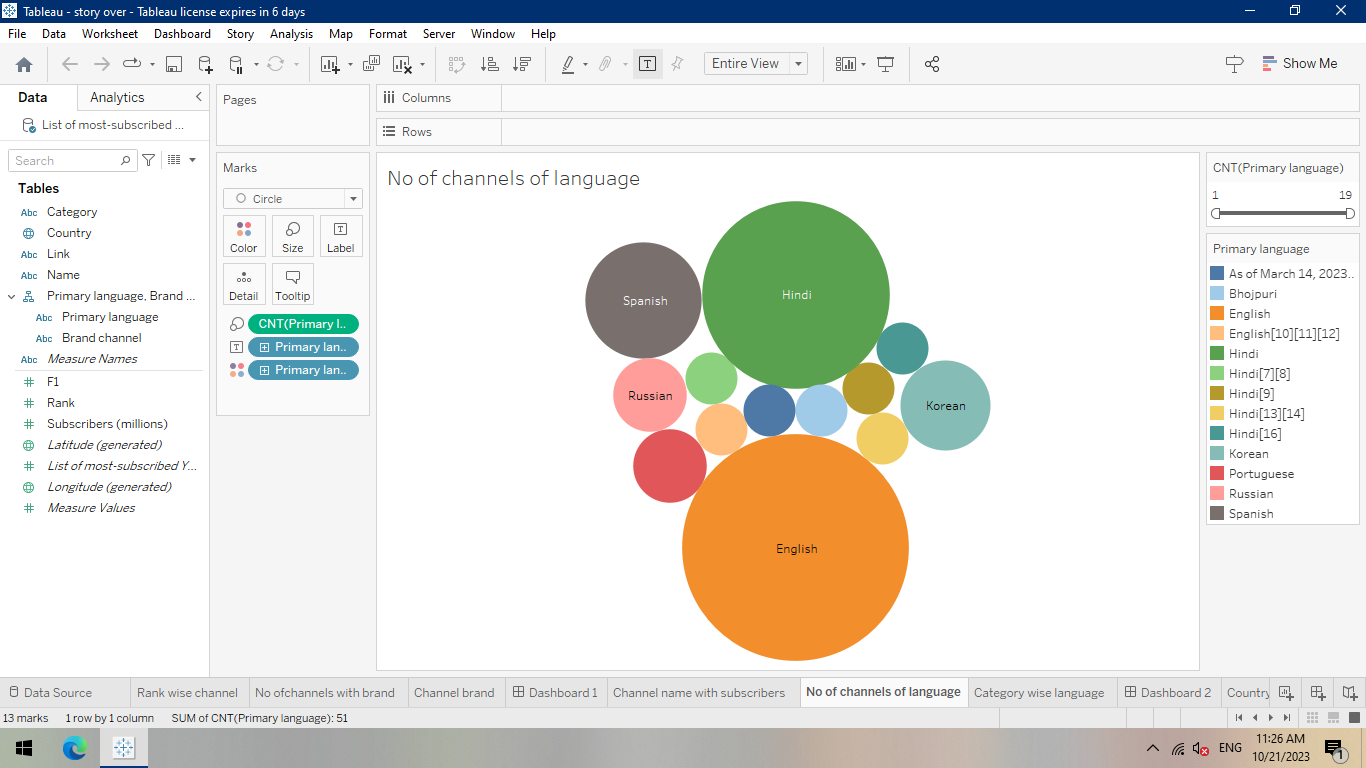 Tableau - story over - Tableau license expires in 6 days
File Data Worksheet Dashboard Story Analysis Map Format Server Window Help
Entire View
Show Me
Data Analytics
List of most-subscribed ...
Search
Tables
Abc Category
Country
Abc Link
Abc Name
Primary language, Brand ...
Abc Primary language
Abc Brand channel
Abc Measure Names
F1
Rank
Subscribers (millions)
Latitude (generated)
List of most-subscribed Y...
Longitude (generated)
Measure Values
Pages
Marks
Circle
Color Size Label
Detail Tooltip
CNT(Primary l..
Primary lan..
Primary lan..
Columns
Rows
No of channels of language
Spanish
Hindi
Russian
Korean
English
CNT(Primary language)
1 19
Primary language
As of March 14, 2023..
Bhojpuri
English
English[10][11][12]
Hindi
Hindi[7][8]
Hindi[9]
Hindi[13][14]
Hindi[16]
Korean
Portuguese
Russian
Spanish
Data Source Rank wise channel No ofchannels with brand Channel brand Dashboard 1 Channel name with subscribers No of channels of language Category wise language Dashboard 2 Country
13 marks 1 row by 1 column SUM of CNT(Primary language): 51
ENG
11:26 AM
10/21/2023
1